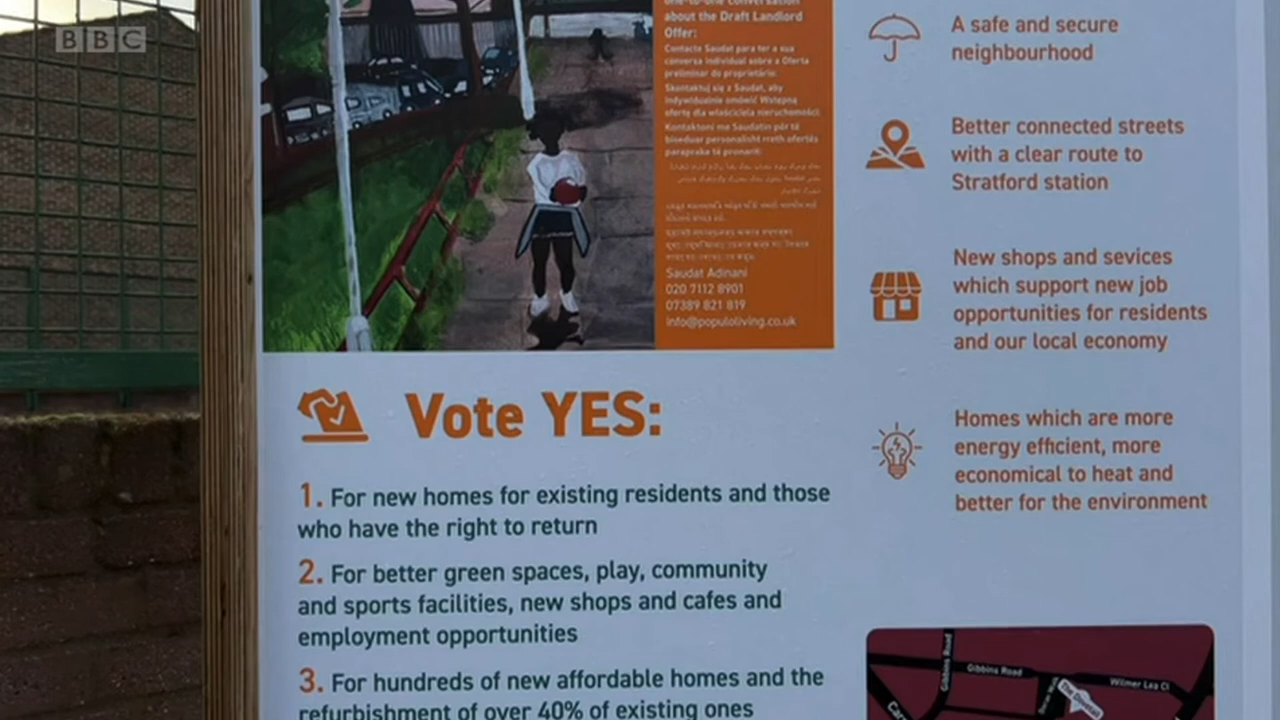 BBC
one-to-one conversation
about the Draft Landlord
Offer:
Contacte Saudat para ter a sua
conversa individual sobre a Oferta
preliminar do proprietário:
Skontaktuj się z Saudat, aby
indywidualnie omówić Wstępną
ofertę dla właściciela nieruchomości:
Kontaktoni me Saudatin për të
biseduar personalisht rreth ofertës
paraprake të pronarit:
Saudat Adinani
020 7112 8901
07389 821 819
info@populoliving.co.uk
Vote YES:
1. For new homes for existing residents and those
who have the right to return
2. For better green spaces, play, community
and sports facilities, new shops and cafes and
employment opportunities
3. For hundreds of new affordable homes and the
refurbishment of over 40% of existing ones
A safe and secure
neighbourhood
Better connected streets
with a clear route to
Stratford station
New shops and sevices
which support new job
opportunities for residents
and our local economy
Homes which are more
energy efficient, more
economical to heat and
better for the environment
Gibbins Road
Gibbins Road
Wilmer Lea Cl